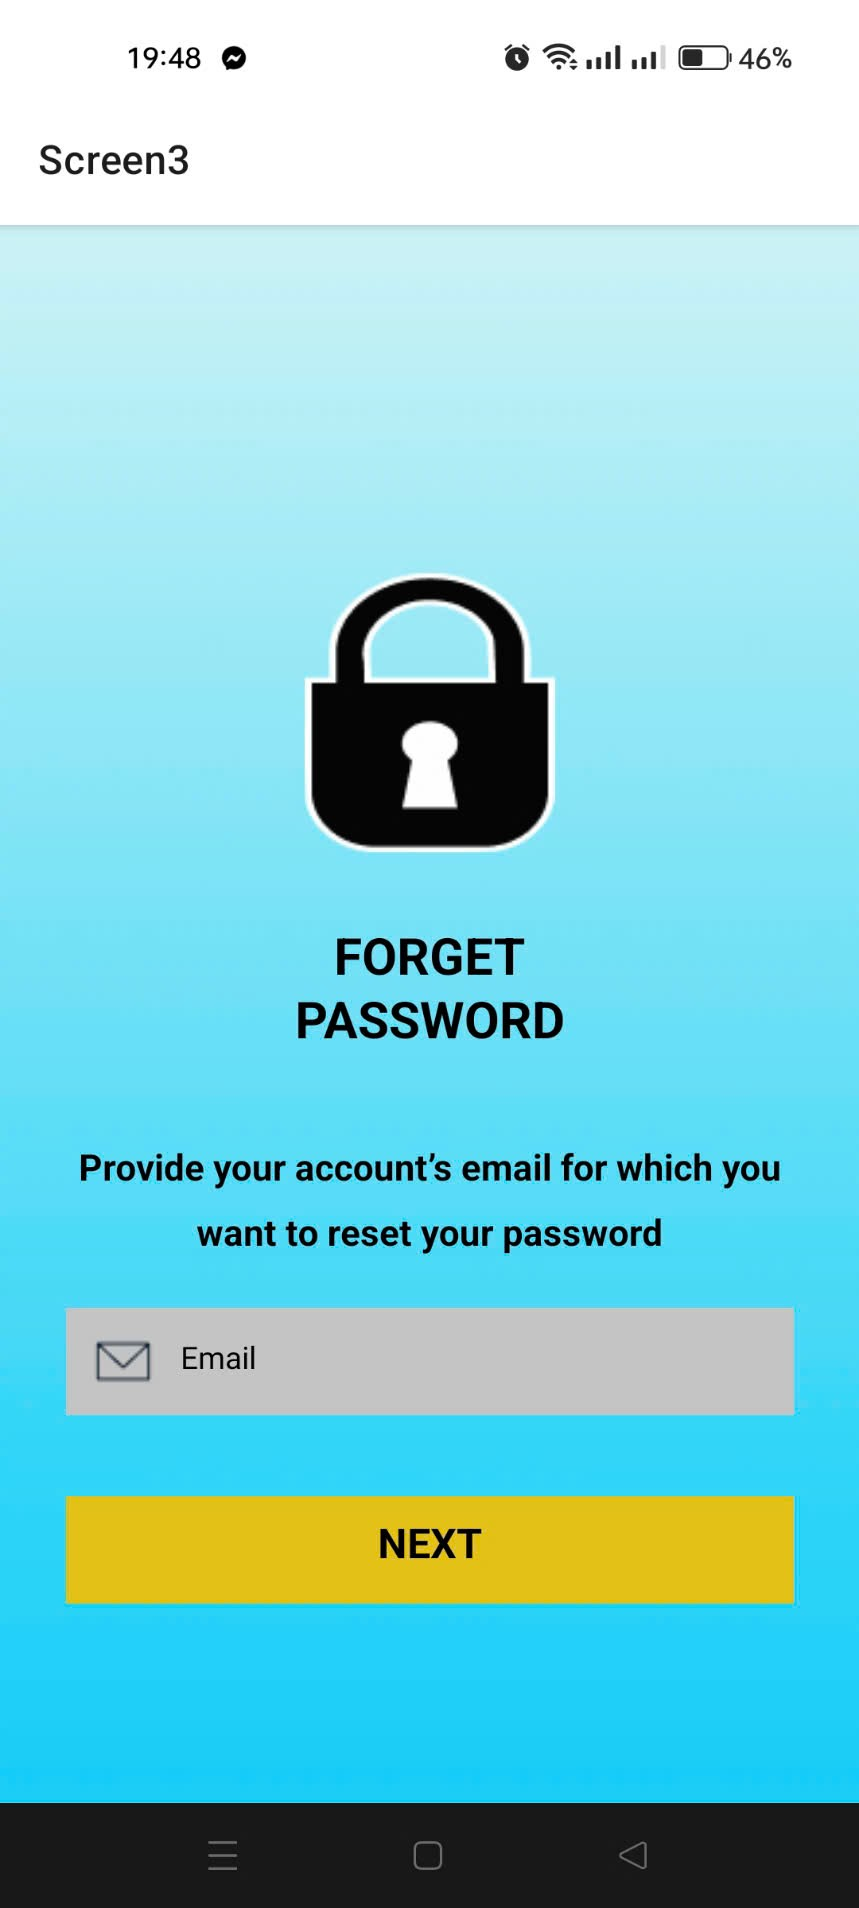 19:48
46%
Screen3
FORGET
PASSWORD
Provide your account’s email for which you
want to reset your password
Email
NEXT